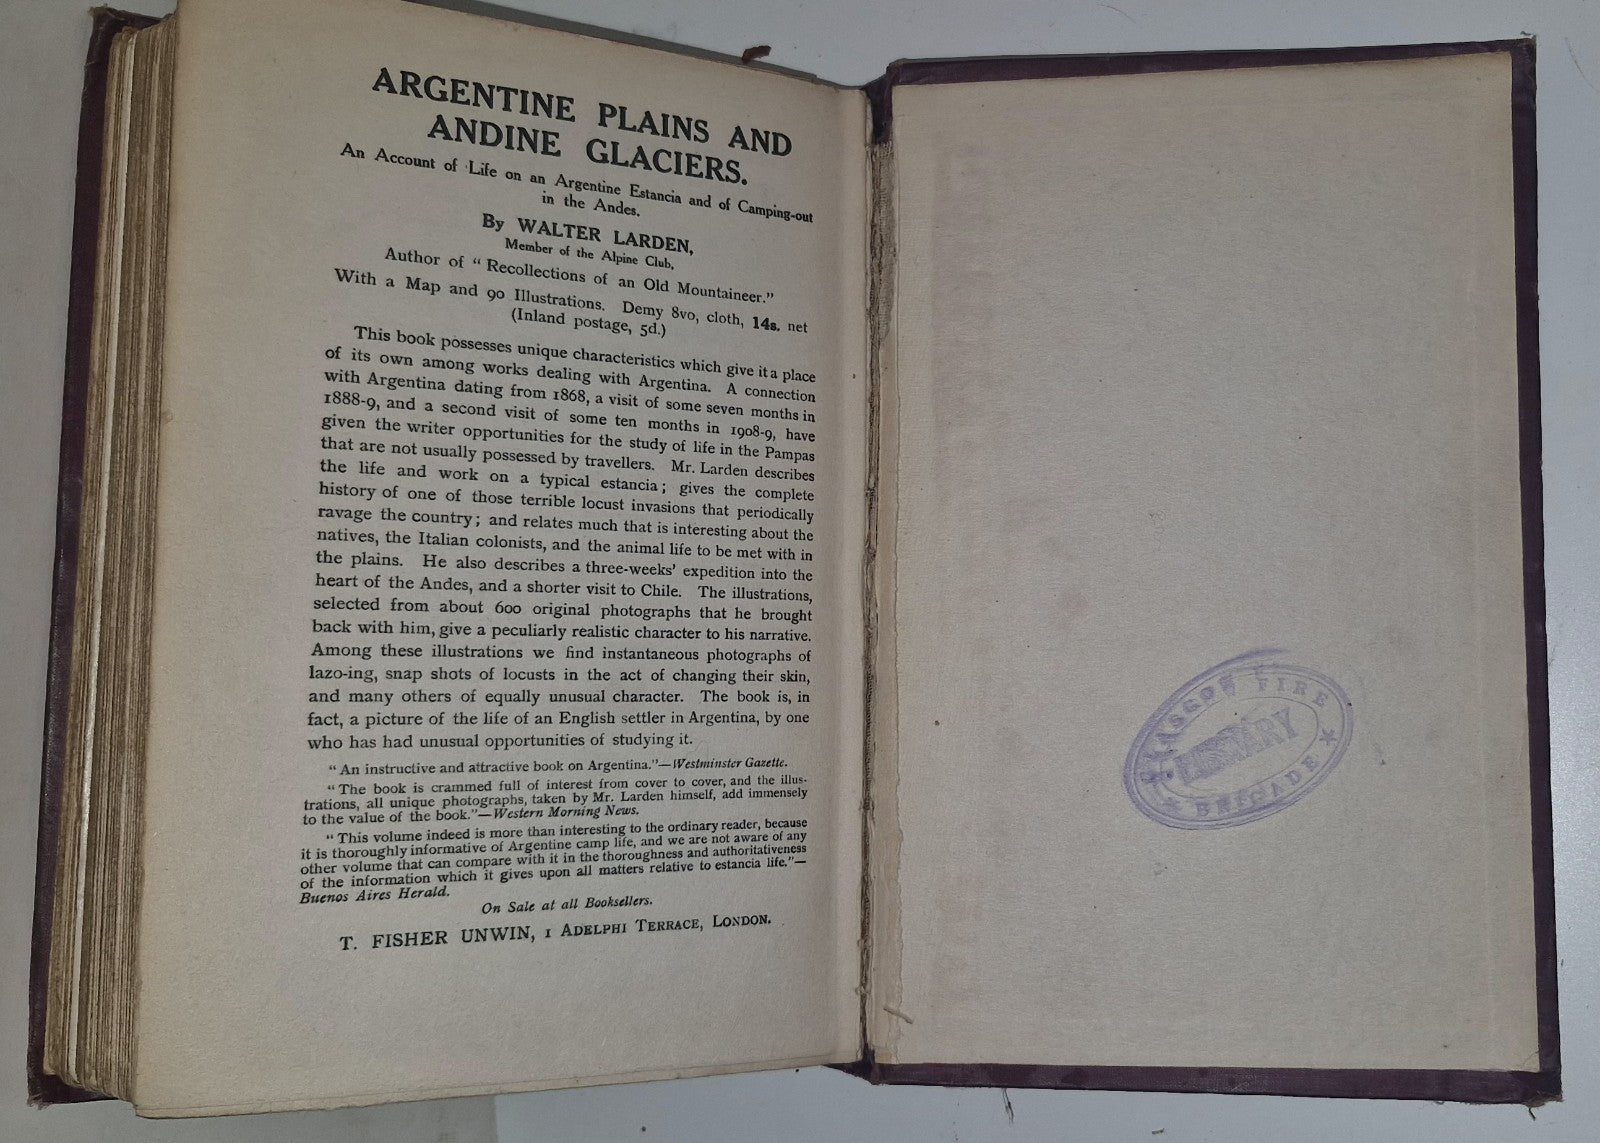 ARGENTINE PLAINS AND
ANDINE GLACIERS.
An Account of Life on an Argentine Estancia and of Camping-out
in the Andes.
By WALTER LARDEN,
Member of the Alpine Club,
Author of “Recollections of an Old Mountaineer.”
With a Map and 90 Illustrations. Demy 8vo, cloth, 14s. net
(Inland postage, 5d.)
This book possesses unique characteristics which give it a place
of its own among works dealing with Argentina. A connection
with Argentina dating from 1868, a visit of some seven months in
1888-9, and a second visit of some ten months in 1908-9, have
given the writer opportunities for the study of life in the Pampas
that are not usually possessed by travellers. Mr. Larden describes
the life and work on a typical estancia; gives the complete
history of one of those terrible locust invasions that periodically
ravage the country; and relates much that is interesting about the
natives, the Italian colonists, and the animal life to be met with in
the plains. He also describes a three-weeks’ expedition into the
heart of the Andes, and a shorter visit to Chile. The illustrations,
selected from about 600 original photographs that he brought
back with him, give a peculiarly realistic character to his narrative.
Among these illustrations we find instantaneous photographs of
lazo-ing, snap shots of locusts in the act of changing their skin,
and many others of equally unusual character. The book is, in
fact, a picture of the life of an English settler in Argentina, by one
who has had unusual opportunities of studying it.
“An instructive and attractive book on Argentina.”—Westminster Gazette.
“The book is crammed full of interest from cover to cover, and the illus-
trations, all unique photographs, taken by Mr. Larden himself, add immensely
to the value of the book.”—Western Morning News.
“This volume indeed is more than interesting to the ordinary reader, because
it is thoroughly informative of Argentine camp life, and we are not aware of any
other volume that can compare with it in the thoroughness and authoritativeness
of the information which it gives upon all matters relative to estancia life.”—
Buenos Aires Herald.
On Sale at all Booksellers.
T. FISHER UNWIN, 1 ADELPHI TERRACE, LONDON.
GLASGOW FIRE
LIBRARY
BRIGADE